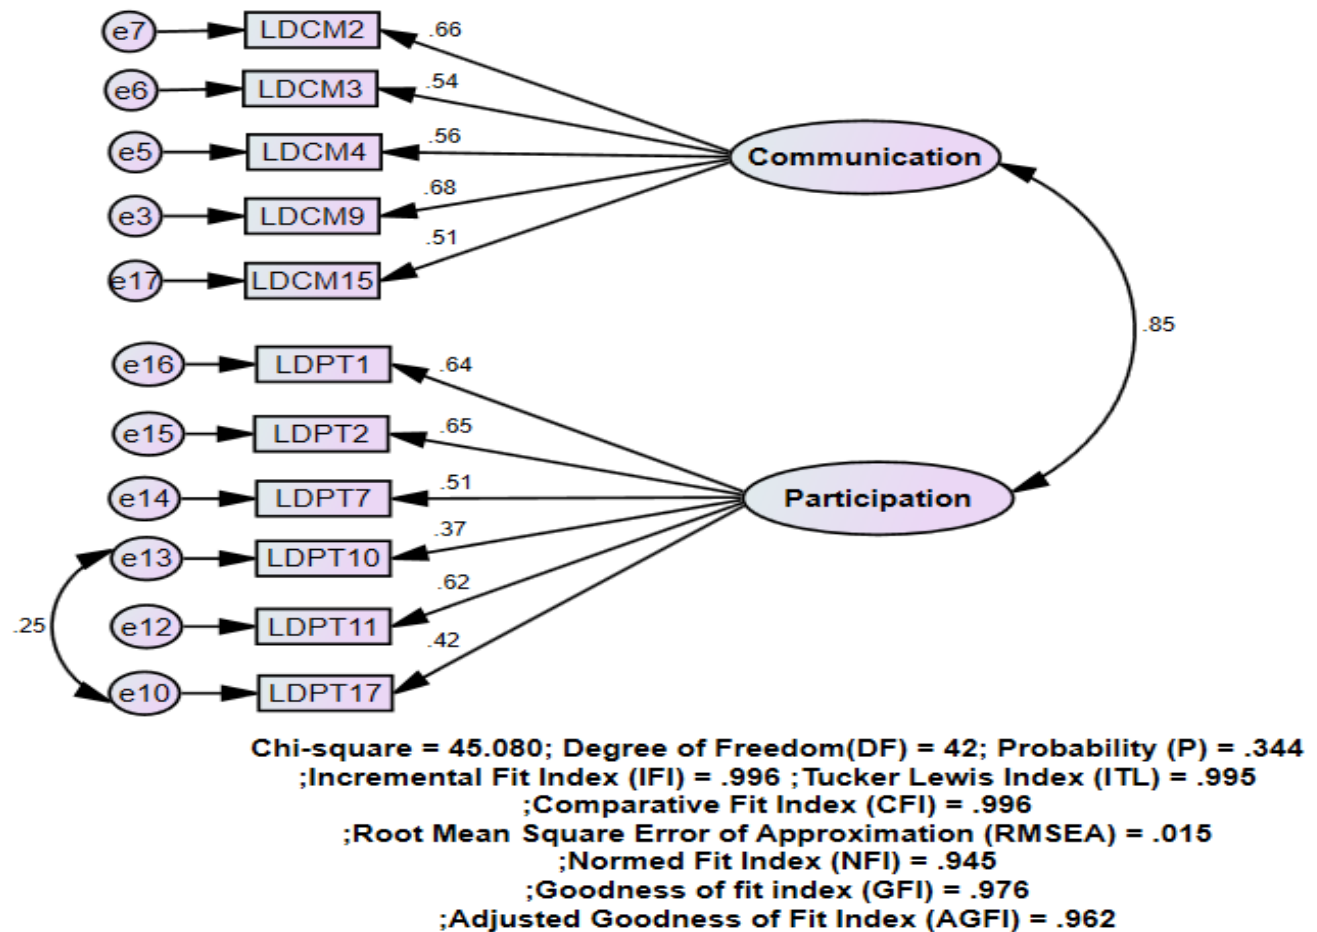 e7 LDCM2 .66
e6 LDCM3 .54
e5 LDCM4 .56
Communication
e3 LDCM9 .68
e17 LDCM15 .51
.85
e16 LDPT1 .64
e15 LDPT2 .65
e14 LDPT7 .51
Participation
e13 LDPT10 .37
.25
e12 LDPT11 .62
e10 LDPT17 .42
Chi-square = 45.080; Degree of Freedom(DF) = 42; Probability (P) = .344
;Incremental Fit Index (IFI) = .996 ;Tucker Lewis Index (ITL) = .995
;Comparative Fit Index (CFI) = .996
;Root Mean Square Error of Approximation (RMSEA) = .015
;Normed Fit Index (NFI) = .945
;Goodness of fit index (GFI) = .976
;Adjusted Goodness of Fit Index (AGFI) = .962